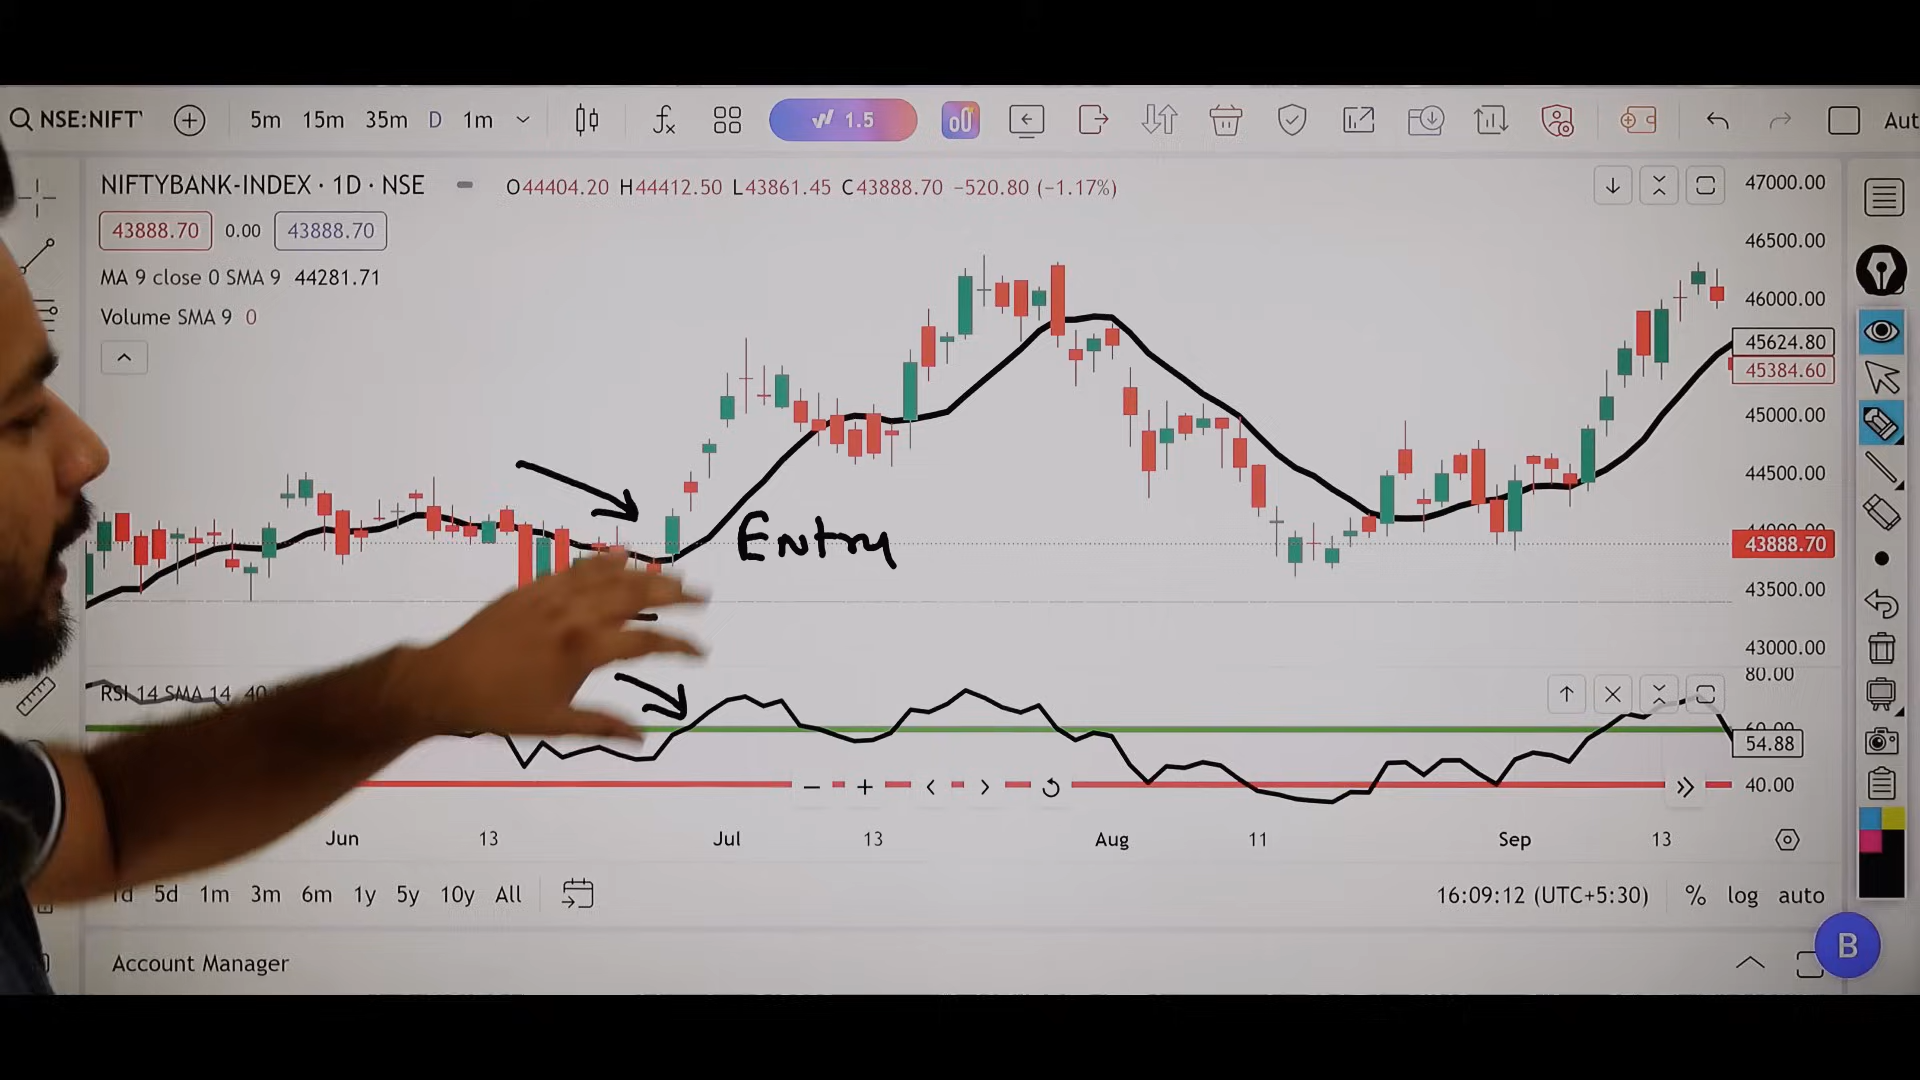 NSE:NIFT
5m 15m 35m D 1m
1.5
Aut
NIFTYBANK-INDEX · 1D · NSE
O44404.20 H44412.50 L43861.45 C43888.70 −520.80 (−1.17%)
43888.70 0.00 43888.70
MA 9 close 0 SMA 9 44281.71
Volume SMA 9 0
47000.00
46500.00
46000.00
45624.80
45384.60
45000.00
44500.00
44000.00
43888.70
43500.00
43000.00
Entry
RSI 14 SMA 14 40
80.00
60.00
54.88
40.00
Jun 13 Jul 13 Aug 11 Sep 13
1d 5d 1m 3m 6m 1y 5y 10y All
16:09:12 (UTC+5:30) % log auto
B
Account Manager